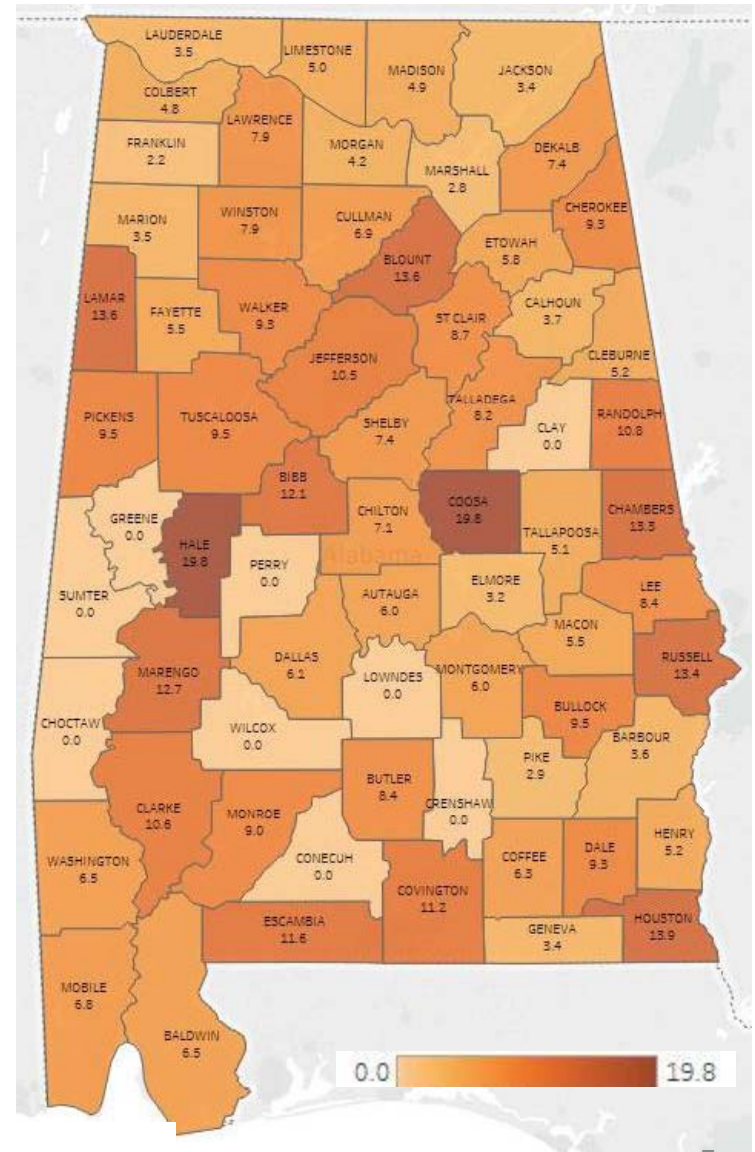 LAUDERDALE
3.5
LIMESTONE
5.0
MADISON
4.9
JACKSON
3.4
COLBERT
4.8
LAWRENCE
7.9
FRANKLIN
2.2
MORGAN
4.2
MARSHALL
2.8
DEKALB
7.4
CHEROKEE
9.3
MARION
3.5
WINSTON
7.9
CULLMAN
6.9
ETOWAH
5.8
BLOUNT
13.6
LAMAR
13.6
FAYETTE
5.5
WALKER
9.3
ST CLAIR
8.7
CALHOUN
3.7
JEFFERSON
10.5
CLEBURNE
5.2
PICKENS
9.5
TUSCALOOSA
9.5
SHELBY
7.4
TALLADEGA
8.2
CLAY
0.0
RANDOLPH
10.8
BIBB
12.1
GREENE
0.0
HALE
19.8
CHILTON
7.1
COOSA
19.8
TALLAPOOSA
5.1
CHAMBERS
13.3
Alabama
PERRY
0.0
SUMTER
0.0
AUTAUGA
6.0
ELMORE
3.2
LEE
8.4
MACON
5.5
MARENGO
12.7
DALLAS
6.1
LOWNDES
0.0
MONTGOMERY
6.0
RUSSELL
13.4
CHOCTAW
0.0
WILCOX
0.0
BULLOCK
9.5
BARBOUR
3.6
PIKE
2.9
BUTLER
8.4
CRENSHAW
0.0
CLARKE
10.6
MONROE
9.0
CONECUH
0.0
WASHINGTON
6.5
COFFEE
6.3
DALE
9.3
HENRY
5.2
COVINGTON
11.2
ESCAMBIA
11.6
GENEVA
3.4
HOUSTON
13.9
MOBILE
6.8
BALDWIN
6.5
0.0
19.8